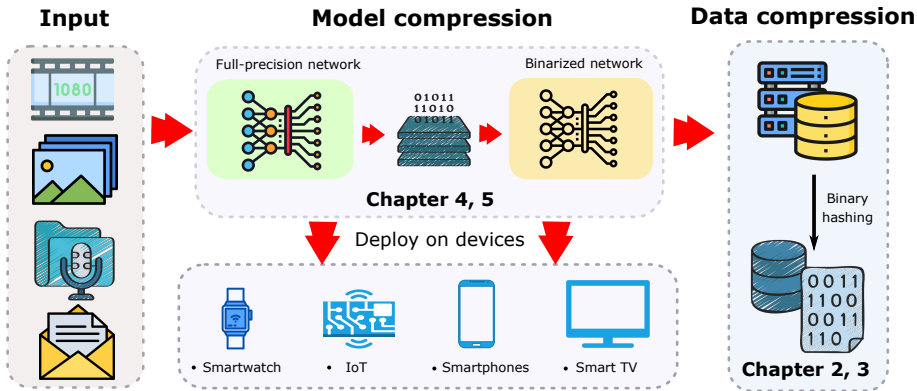 Input
Model compression
Data compression
1080
Full-precision network
Binarized network
01011
11010
01011
Chapter 4, 5
Deploy on devices
• Smartwatch
• IoT
• Smartphones
• Smart TV
Binary
hashing
0011
1100
0011
110
Chapter 2, 3